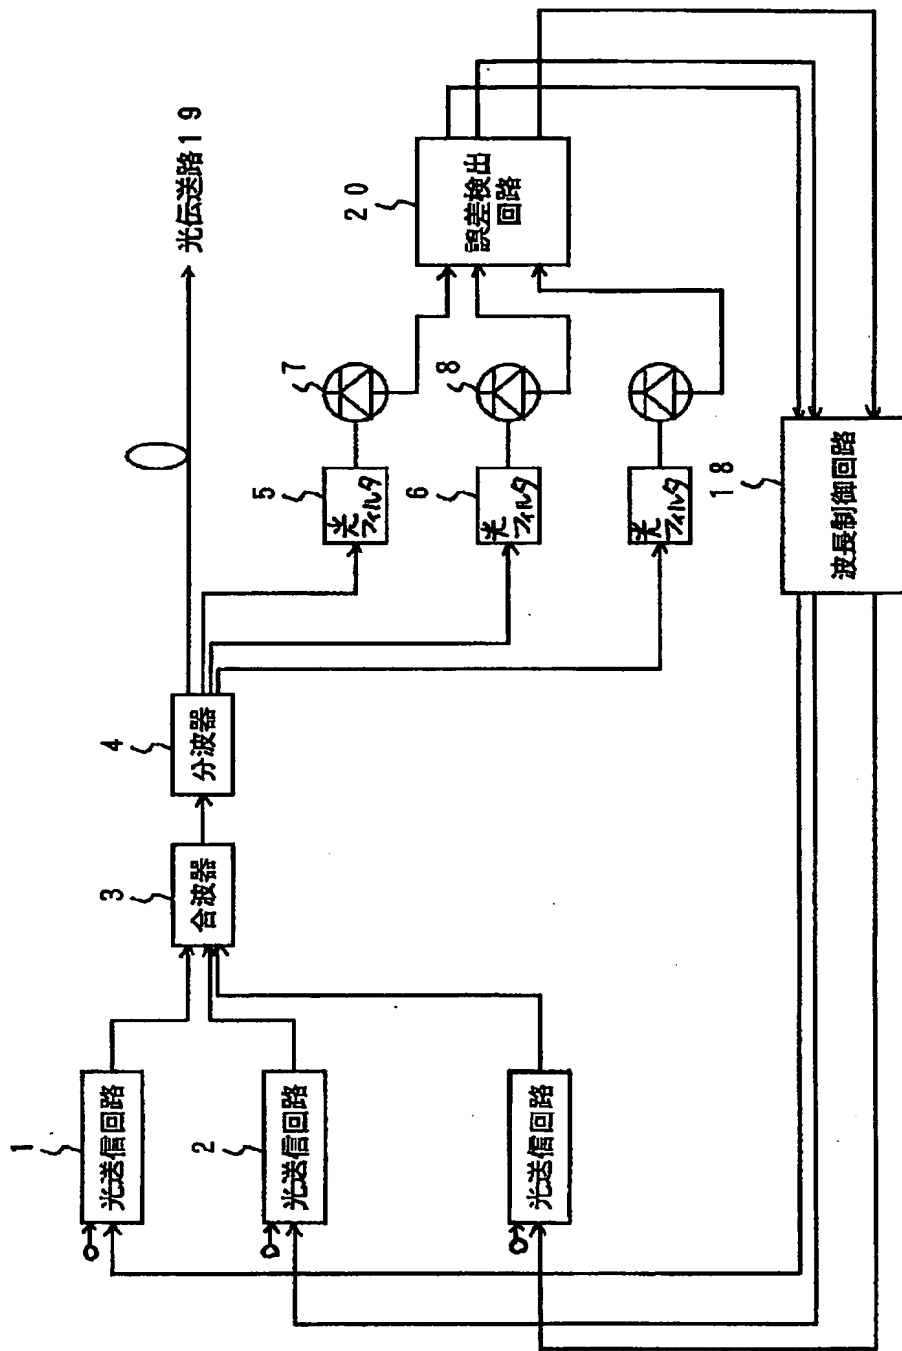 1
光送信回路
2
光送信回路
光送信回路
3
合波器
4
分波器
光伝送路19
5
光
フィルタ
7
6
光
フィルタ
8
光
フィルタ
20
誤差検出
回路
18
波長制御回路